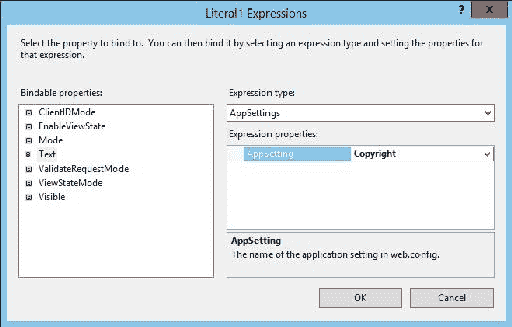 Literal1 Expressions
?
X
Select the property to bind to. You can then bind it by selecting an expression type and setting the properties for
that expression.
Bindable properties:
ClientIDMode
EnableViewState
Mode
Text
ValidateRequestMode
ViewStateMode
Visible
Expression type:
AppSettings
Expression properties:
AppSetting Copyright
AppSetting
The name of the application setting in web.config.
OK
Cancel